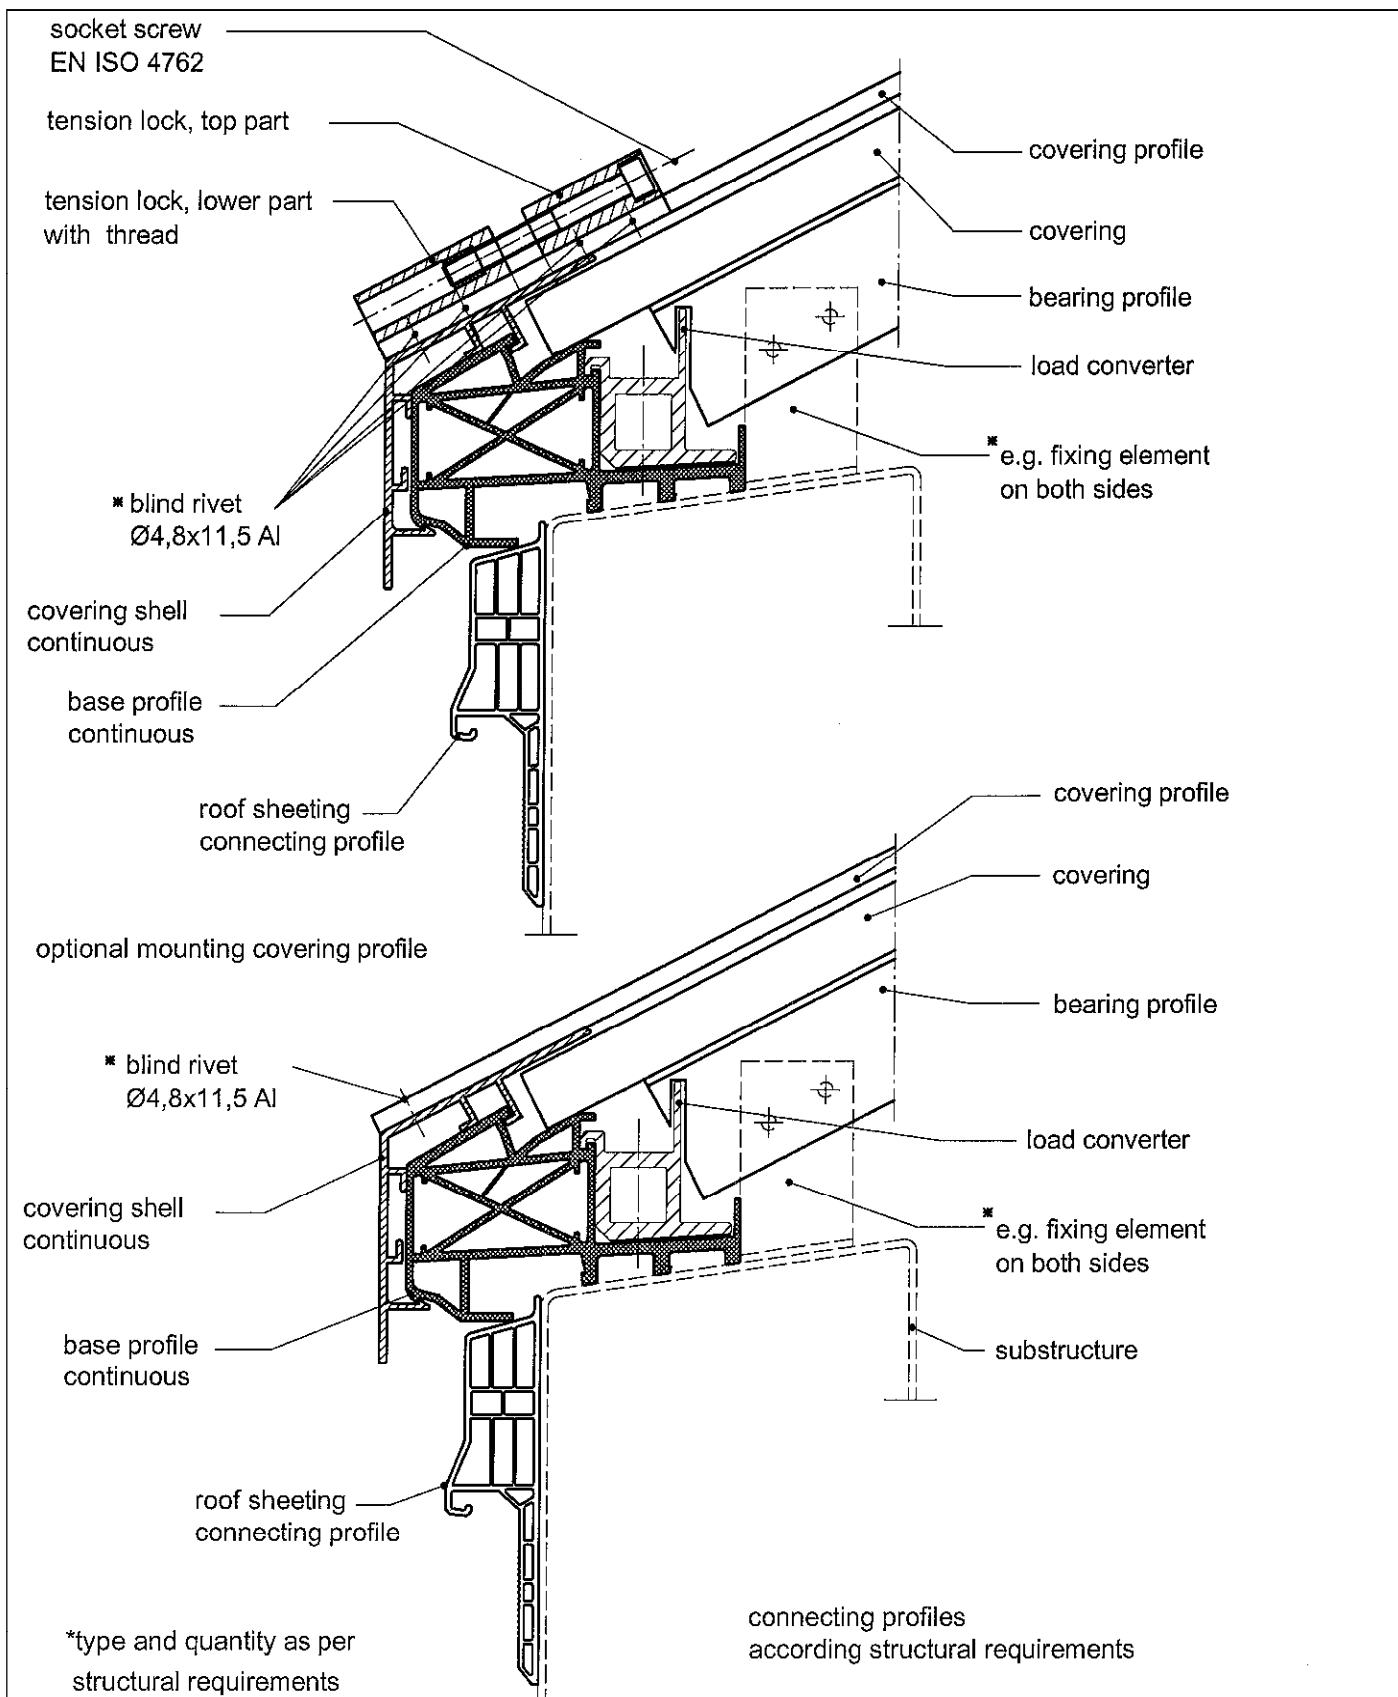 socket screw
EN ISO 4762
tension lock, top part
tension lock, lower part
with thread
covering profile
covering
bearing profile
load converter
* e.g. fixing element
on both sides
* blind rivet
Ø4,8x11,5 Al
covering shell
continuous
base profile
continuous
roof sheeting
connecting profile
optional mounting covering profile
covering profile
covering
bearing profile
* blind rivet
Ø4,8x11,5 Al
load converter
covering shell
continuous
* e.g. fixing element
on both sides
base profile
continuous
substructure
roof sheeting
connecting profile
*type and quantity as per
structural requirements
connecting profiles
according structural requirements